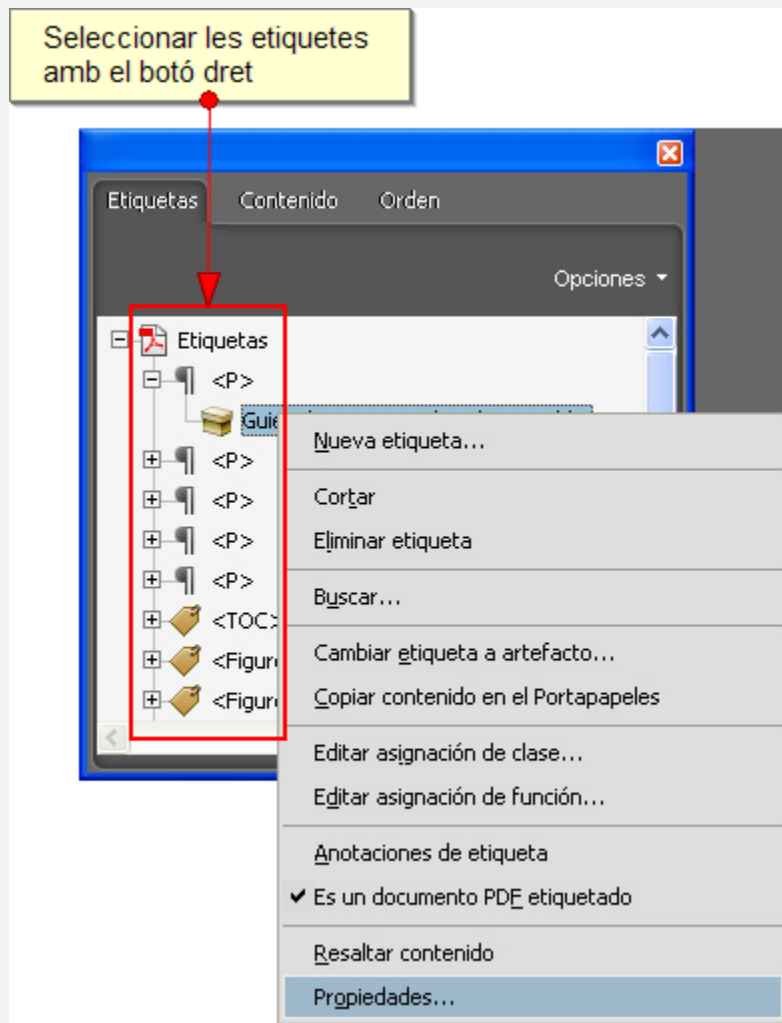 Seleccionar les etiquetes
amb el botó dret
Etiquetas Contenido Orden
Opciones
Etiquetas
<P>
<P>
<P>
<P>
<P>
<TOC>
Nueva etiqueta...
Cortar
Eliminar etiqueta
Buscar...
Cambiar etiqueta a artefacto...
Copiar contenido en el Portapapeles
Editar asignación de clase...
Editar asignación de función...
Anotaciones de etiqueta
Es un documento PDF etiquetado
Resaltar contenido
Propiedades...